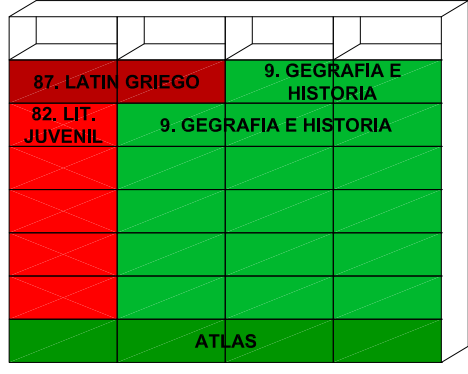 87. LATIN GRIEGO
9. GEGRAFIA E
HISTORIA
82. LIT.
JUVENIL
9. GEGRAFIA E HISTORIA
ATLAS